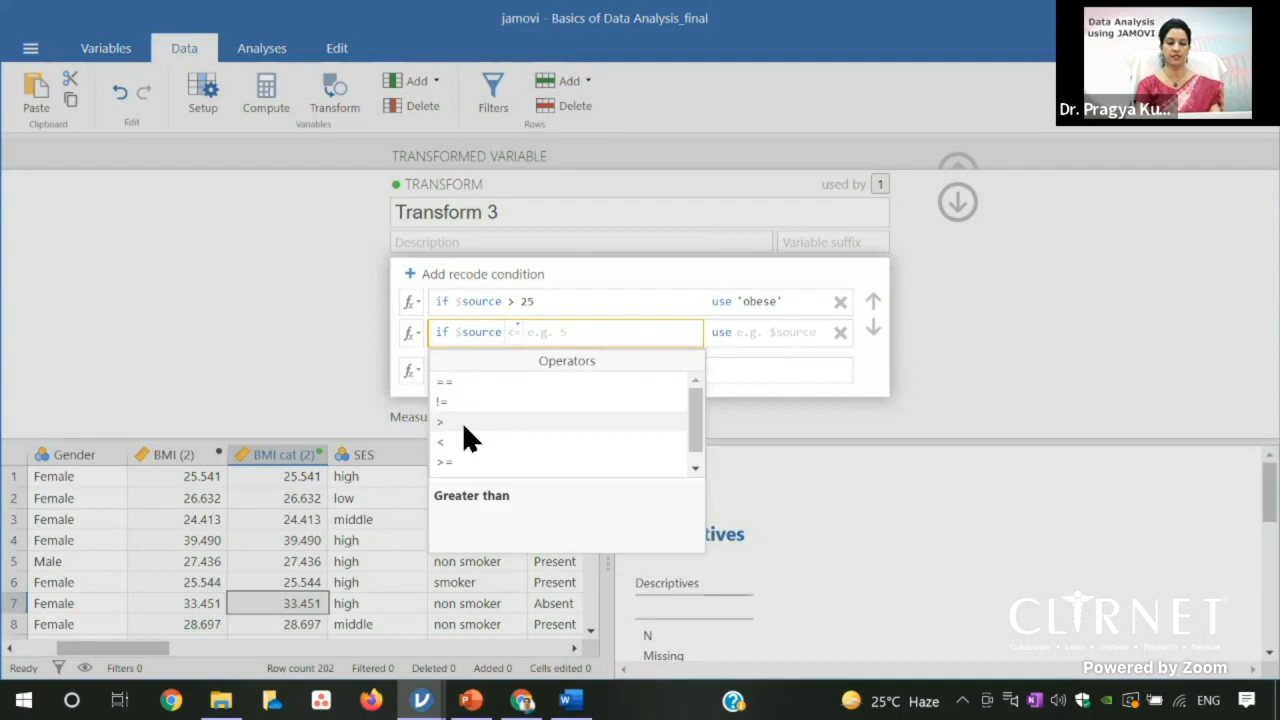 jamovi - Basics of Data Analysis_final
Data Analysis
using JAMOVI
Dr. Pragya Ku...
Variables
Data
Analyses
Edit
Paste
Clipboard
Edit
Setup
Compute
Transform
Add
Delete
Variables
Filters
Add
Delete
Rows
TRANSFORMED VARIABLE
TRANSFORM
used by 1
Transform 3
Description
Variable suffix
+ Add recode condition
fx if $source > 25 use 'obese'
fx if $source <= e.g. 5 use e.g. $source
fx
Operators
==
!=
>
<
>=
Greater than
Measu
Gender BMI (2) BMI cat (2) SES
1 Female 25.541 25.541 high
2 Female 26.632 26.632 low
3 Female 24.413 24.413 middle
4 Female 39.490 39.490 high
5 Male 27.436 27.436 high non smoker Present
6 Female 25.544 25.544 high smoker Present
7 Female 33.451 33.451 high non smoker Absent
8 Female 28.697 28.697 middle non smoker Present
tives
Descriptives
N
Missing
CLIRNET
Powered by Zoom
Ready Filters 0 Row count 202 Filtered 0 Deleted 0 Added 0 Cells edited 0
25°C Haze
ENG